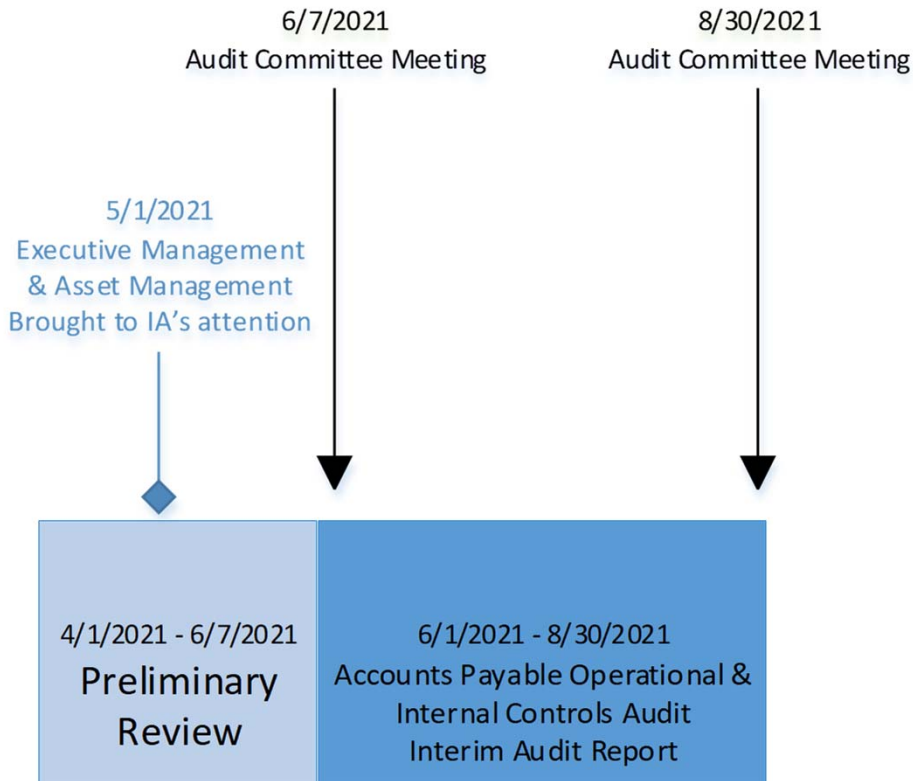 6/7/2021
Audit Committee Meeting
8/30/2021
Audit Committee Meeting
5/1/2021
Executive Management
& Asset Management
Brought to IA's attention
4/1/2021 - 6/7/2021
Preliminary
Review
6/1/2021 - 8/30/2021
Accounts Payable Operational &
Internal Controls Audit
Interim Audit Report